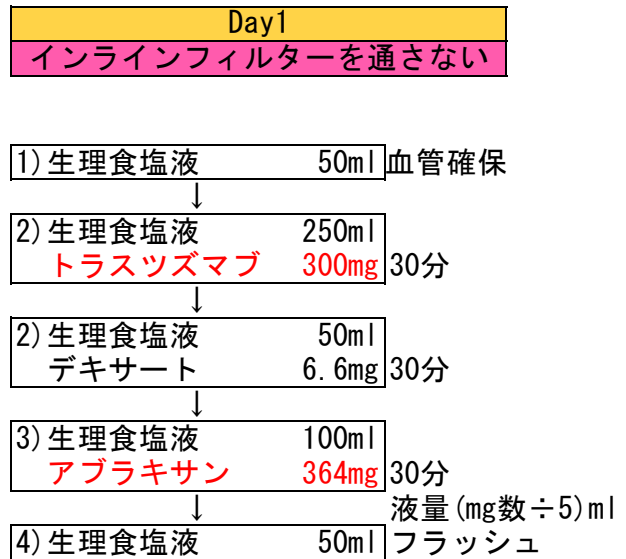 Day1
インラインフィルターを通さない
1)生理食塩液 50ml 血管確保
↓
2)生理食塩液 250ml
トラスツズマブ 300mg 30分
↓
2)生理食塩液 50ml
デキサート 6.6mg 30分
↓
3)生理食塩液 100ml
アブラキサン 364mg 30分
↓ 液量(mg数÷5)ml
4)生理食塩液 50ml フラッシュ